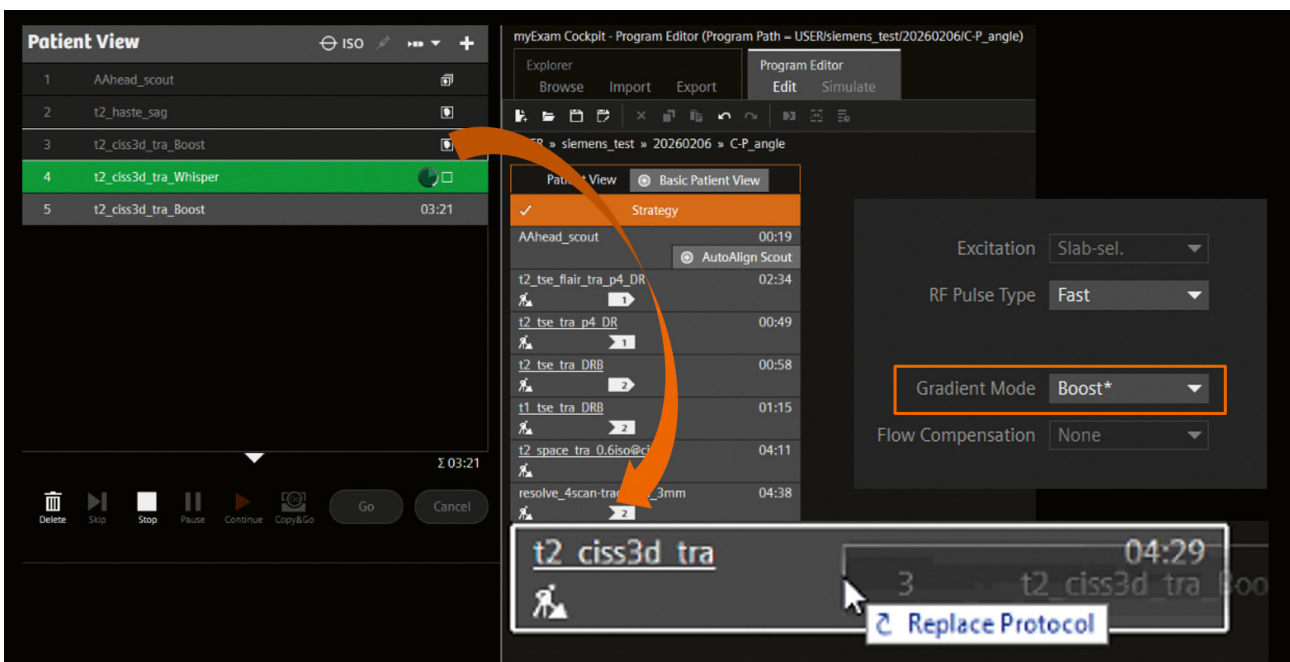 Patient View
ISO
1 AAhead_scout
2 t2_haste_sag
3 t2_ciss3d_tra_Boost
4 t2_ciss3d_tra_Whisper
5 t2_ciss3d_tra_Boost 03:21
Σ 03:21
Delete Skip Stop Pause Continue Copy&Go Go Cancel
myExam Cockpit - Program Editor (Program Path = USER/siemens_test/20260206/C-P_angle)
Explorer Program Editor
Browse Import Export Edit Simulate
» siemens_test » 20260206 » C-P_angle
View Basic Patient View
Strategy
AAhead_scout 00:19
AutoAlign Scout
t2_tse_flair_tra_p4_DR 02:34
1
t2_tse_tra_p4_DR 00:49
1
t2_tse_tra_DRB 00:58
2
t1_tse_tra_DRB 01:15
2
t2_space_tra_0.6iso@ 04:11
3mm 04:38
2
t2_ciss3d_tra 04:29
3 t2_ciss3d_tra_Boo
Replace Protocol
Excitation Slab-sel.
RF Pulse Type Fast
Gradient Mode Boost*
Flow Compensation None